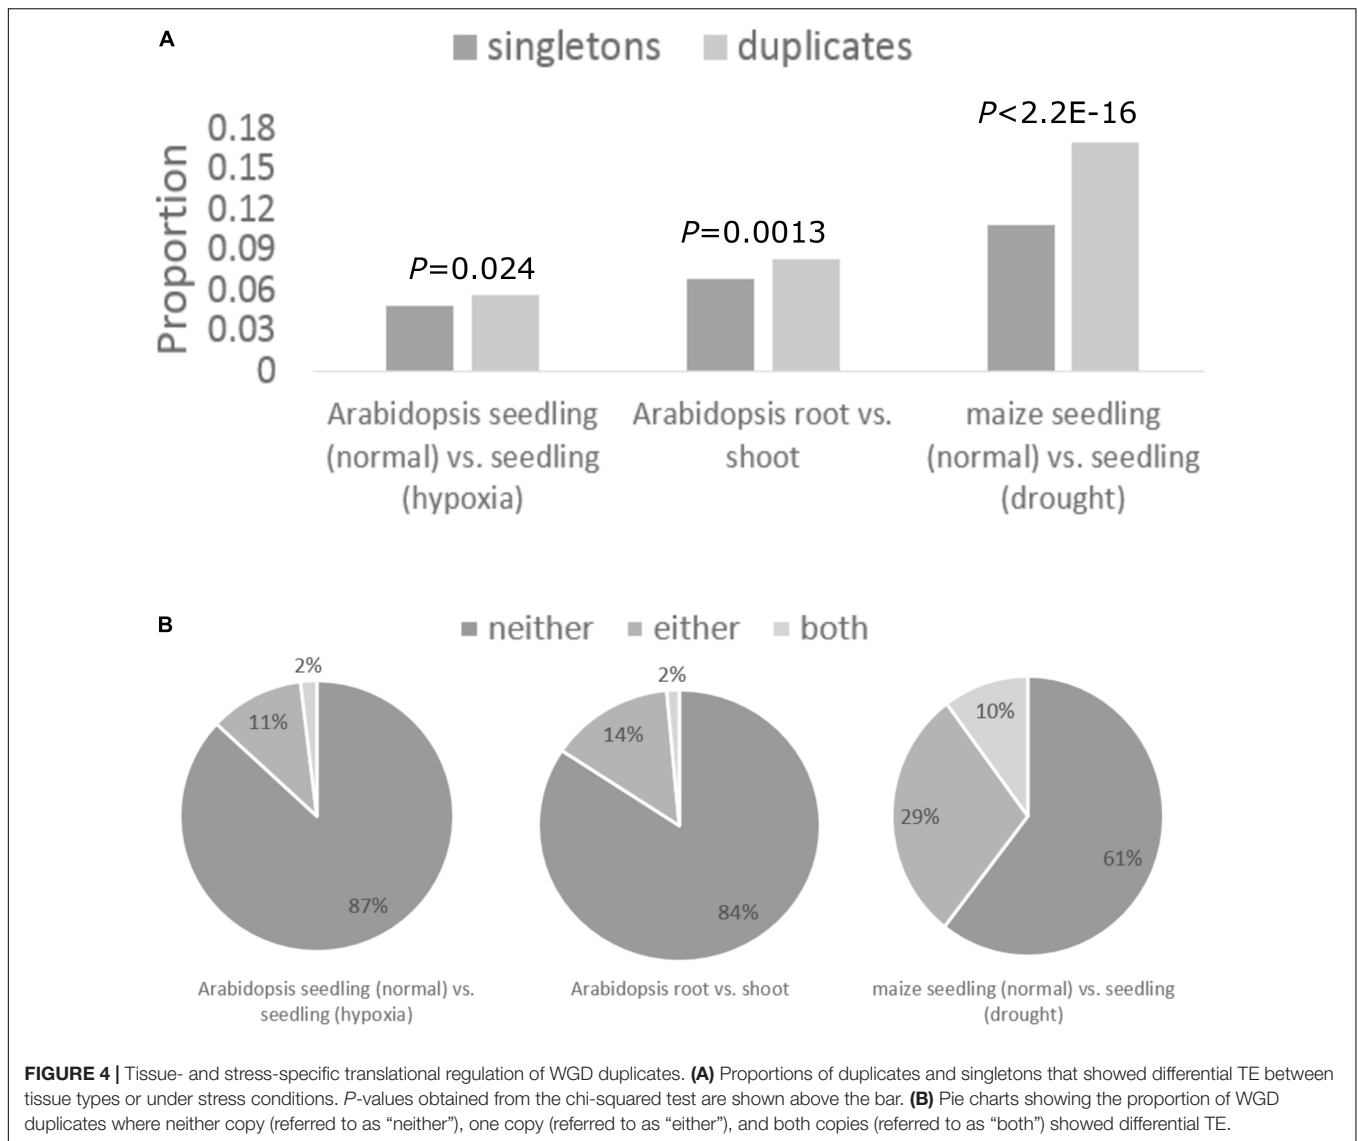 A
singletons duplicates
P<2.2E-16
0.18
0.15
0.12
0.09
0.06
0.03
0
Proportion
P=0.0013
P=0.024
Arabidopsis seedling
(normal) vs. seedling
(hypoxia)
Arabidopsis root vs.
shoot
maize seedling
(normal) vs. seedling
(drought)
B
neither either both
2%
11%
87%
2%
14%
84%
10%
29%
61%
Arabidopsis seedling (normal) vs.
seedling (hypoxia)
Arabidopsis root vs. shoot
maize seedling (normal) vs. seedling
(drought)
FIGURE 4 | Tissue- and stress-specific translational regulation of WGD duplicates. (A) Proportions of duplicates and singletons that showed differential TE between
tissue types or under stress conditions. P-values obtained from the chi-squared test are shown above the bar. (B) Pie charts showing the proportion of WGD
duplicates where neither copy (referred to as “neither”), one copy (referred to as “either”), and both copies (referred to as “both”) showed differential TE.